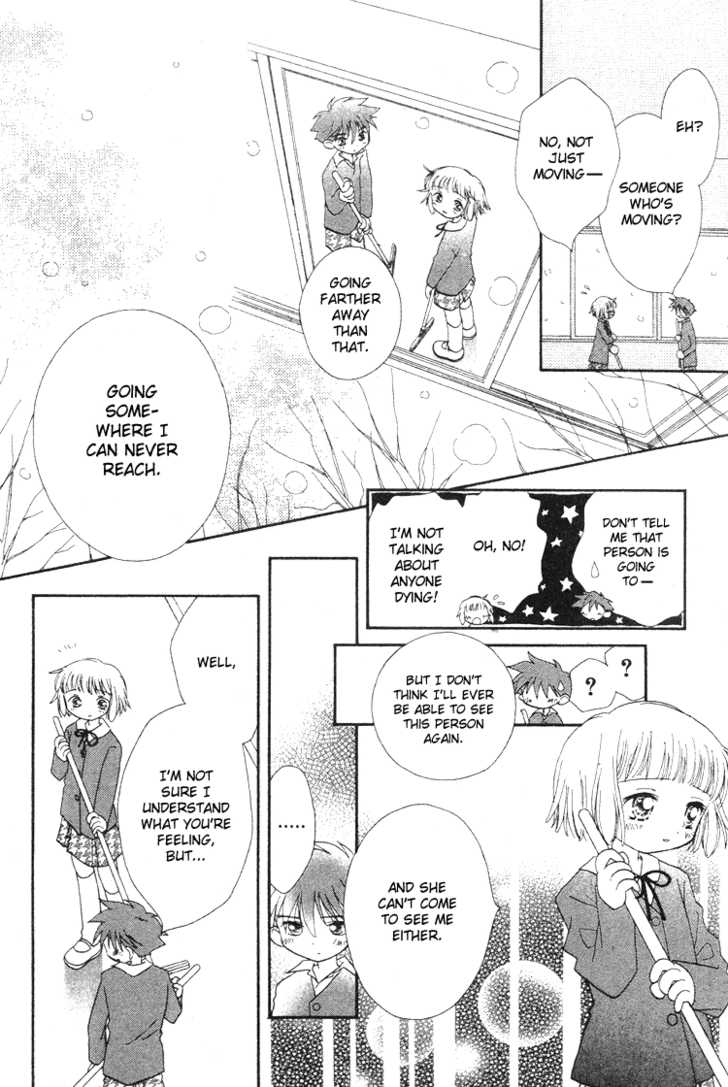 EH?
SOMEONE
WHO'S
MOVING?
NO, NOT
JUST
MOVING—
GOING
FARTHER
AWAY
THAN
THAT.
GOING
SOME-
WHERE I
CAN NEVER
REACH.
DON'T TELL
ME THAT
PERSON IS
GOING
TO—
OH, NO!
I'M NOT
TALKING
ABOUT
ANYONE
DYING!
?
?
BUT I DON'T
THINK I'LL EVER
BE ABLE TO SEE
THIS PERSON
AGAIN.
AND SHE
CAN'T COME
TO SEE ME
EITHER.
.....
WELL,
I'M NOT
SURE I
UNDERSTAND
WHAT YOU'RE
FEELING,
BUT...